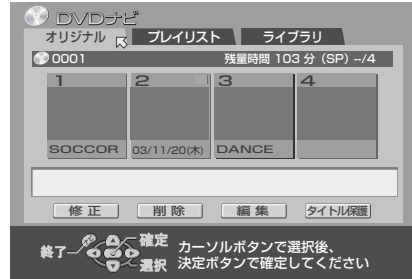 DVDナビ
オリジナル プレイリスト ライブラリ
0001 残量時間 103 分 (SP) --/4
1 2 3 4
SOCCOR 03/11/20(木) DANCE
修 正 削 除 編 集 タイトル保護
終了 確定 選択
カーソルボタンで選択後、
決定ボタンで確定してください